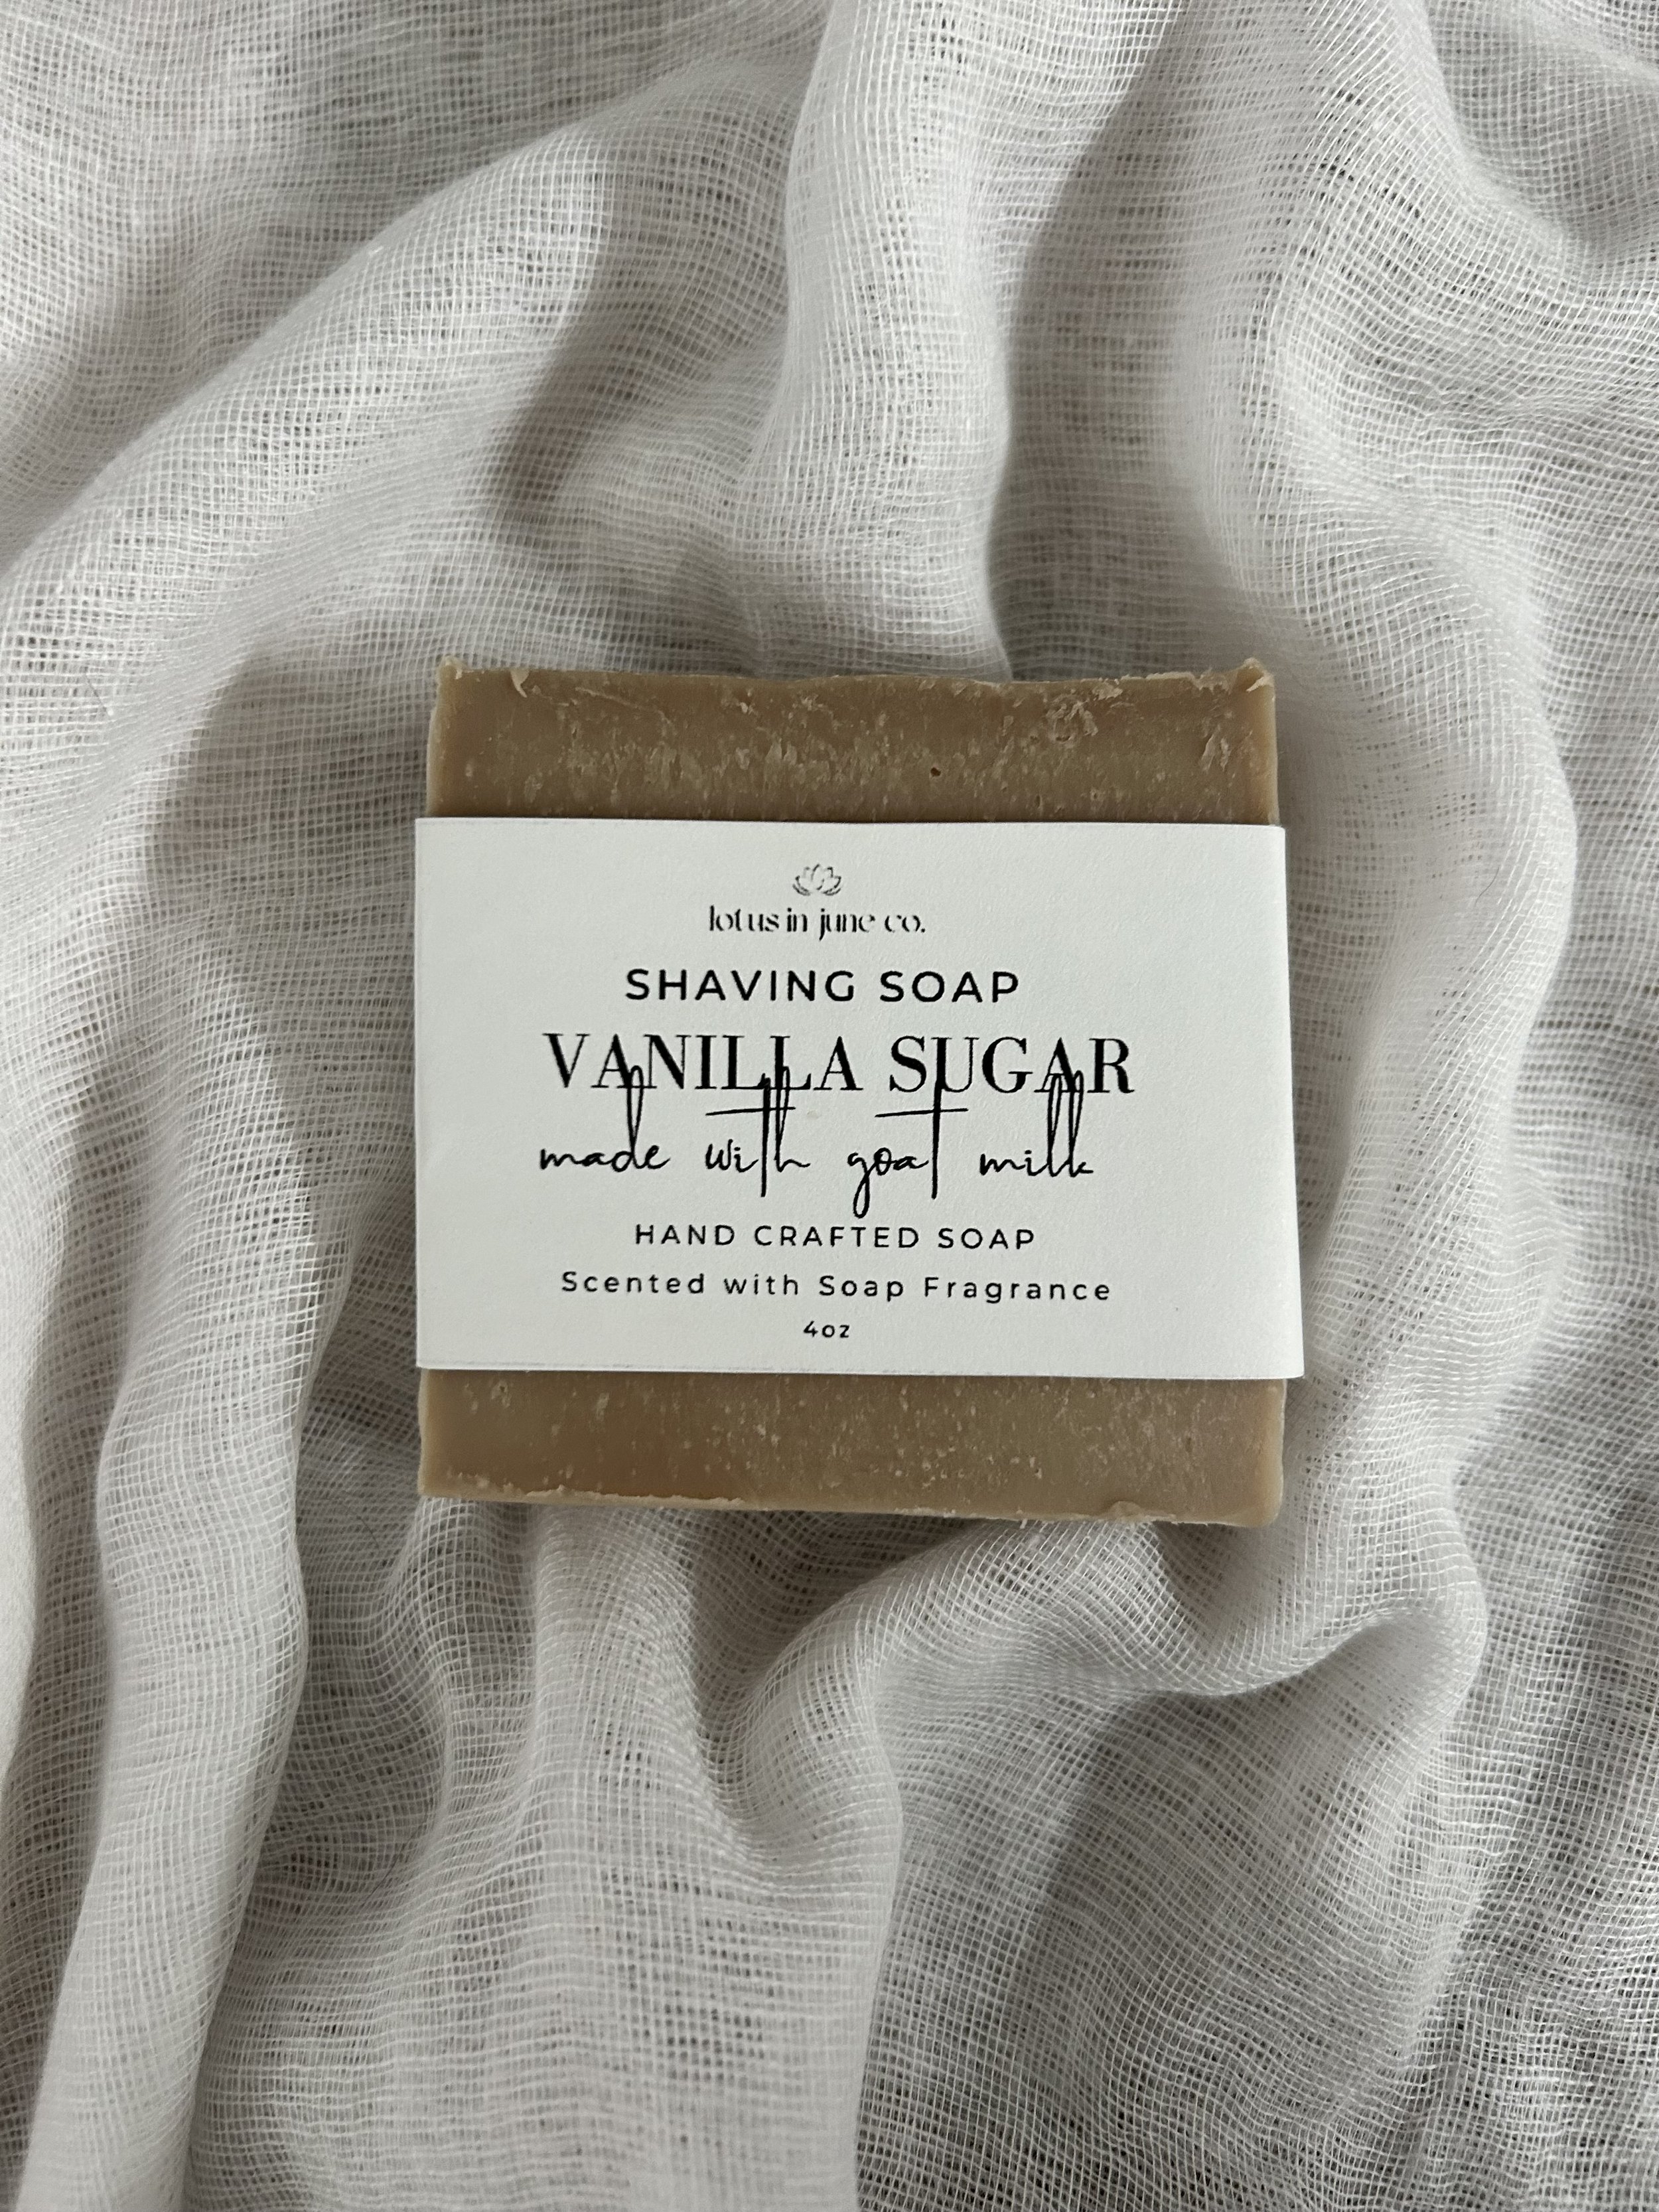 lotus in june co.
SHAVING SOAP
VANILLA SUGAR
made with goat milk
HAND CRAFTED SOAP
Scented with Soap Fragrance
4oz